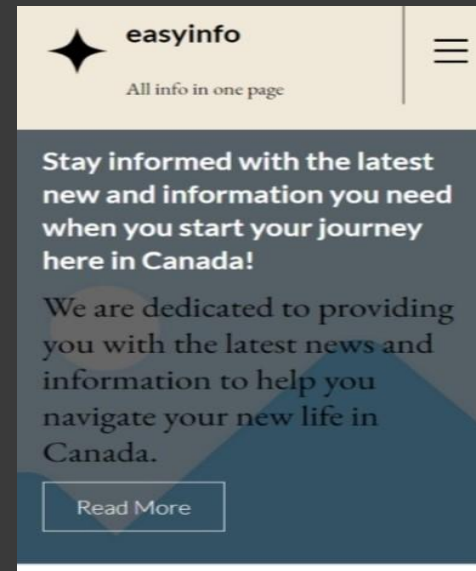 easyinfo
All info in one page
Stay informed with the latest
new and information you need
when you start your journey
here in Canada!
We are dedicated to providing
you with the latest news and
information to help you
navigate your new life in
Canada.
Read More